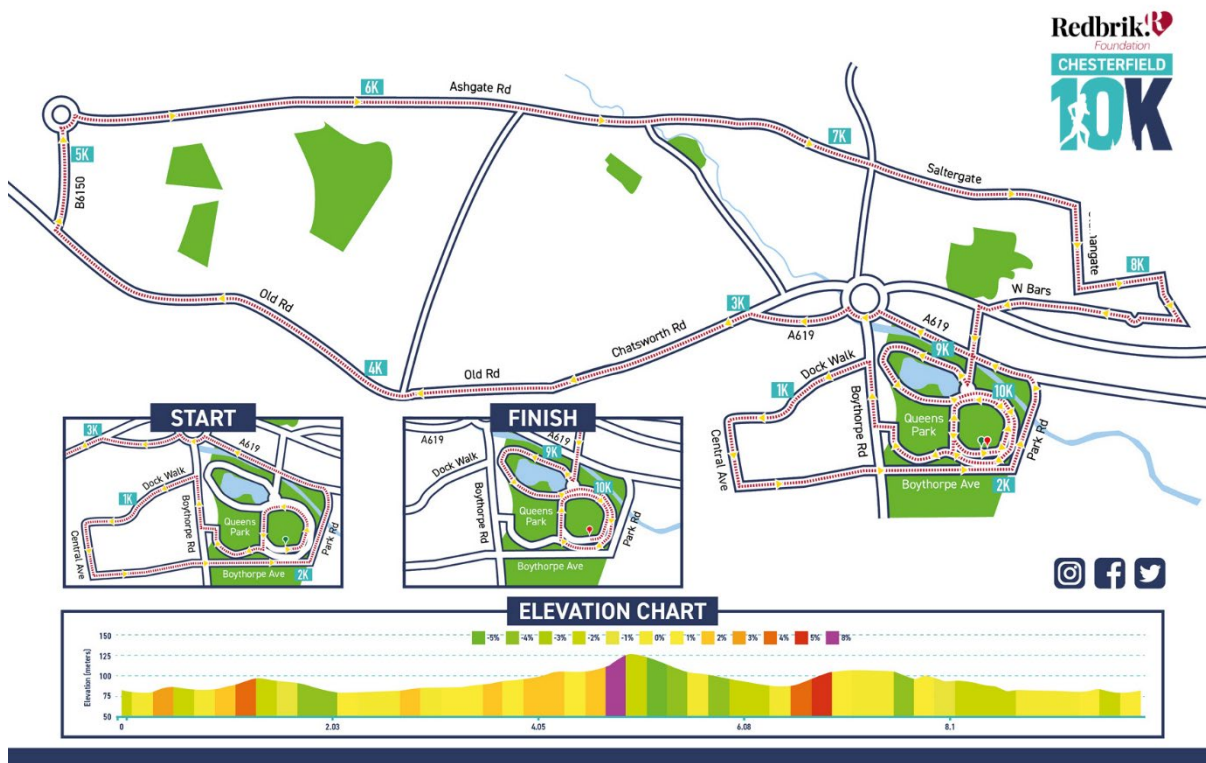 Redbrik.
Foundation
CHESTERFIELD
10K
6K
Ashgate Rd
7K
Saltergate
5K
B6150
8K
W Bars
Old Rd
3K
A619
A619
Chatsworth Rd
9K
4K
Old Rd
Dock Walk
1K
10K
Boythorpe Rd
Queens
Park
Park Rd
Central Ave
Boythorpe Ave
2K
START
3K
A619
Dock Walk
1K
Boythorpe Rd
Queens
Park
Park Rd
Central Ave
Boythorpe Ave
2K
FINISH
A619
A619
9K
Dock Walk
10K
Boythorpe Rd
Queens
Park
Park Rd
Boythorpe Ave
ELEVATION CHART
-5% -4% -3% -2% -1% 0% 1% 2% 3% 4% 5% 8%
Elevation (meters)
150
125
100
75
50
0 2.03 4.05 6.08 8.1